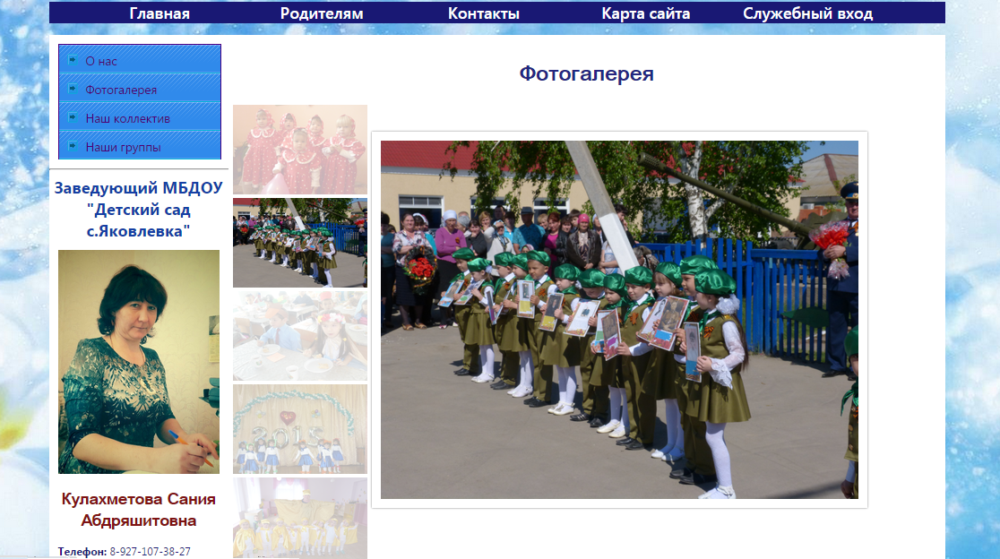 Главная Родителям Контакты Карта сайта Служебный вход
О нас
Фотогалерея
Наш коллектив
Наши группы
Заведующий МБДОУ
"Детский сад
с.Яковлевка"
Кулахметова Сания
Абдряшитовна
Телефон: 8-927-107-38-27
Фотогалерея
2015